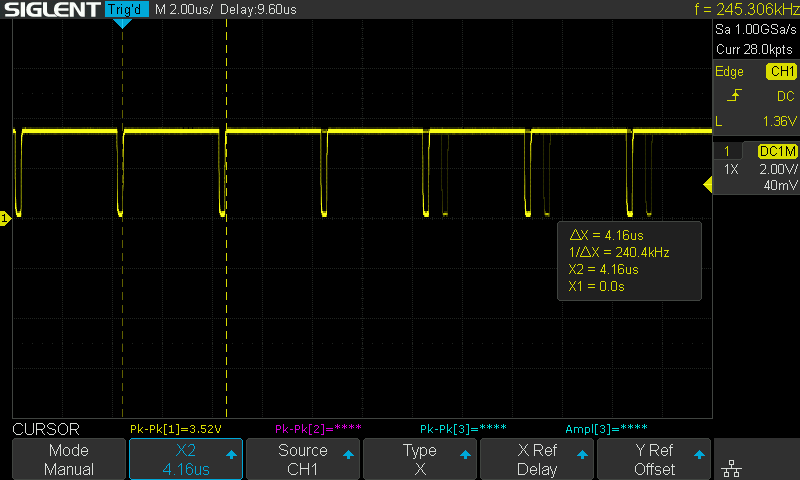 SIGLENT Trig'd M 2.00us/ Delay:9.60us f = 245.306kHz
Sa 1.00GSa/s
Curr 28.0kpts
Edge CH1
DC
L 1.36V
1 DC1M
1X 2.00V/
40mV
1
ΔX = 4.16us
1/ΔX = 240.4kHz
X2 = 4.16us
X1 = 0.0s
CURSOR Pk-Pk[1]=3.52V Pk-Pk[2]=**** Pk-Pk[3]=**** Ampl[3]=****
Mode X2 Source Type X Ref Y Ref
Manual 4.16us CH1 X Delay Offset